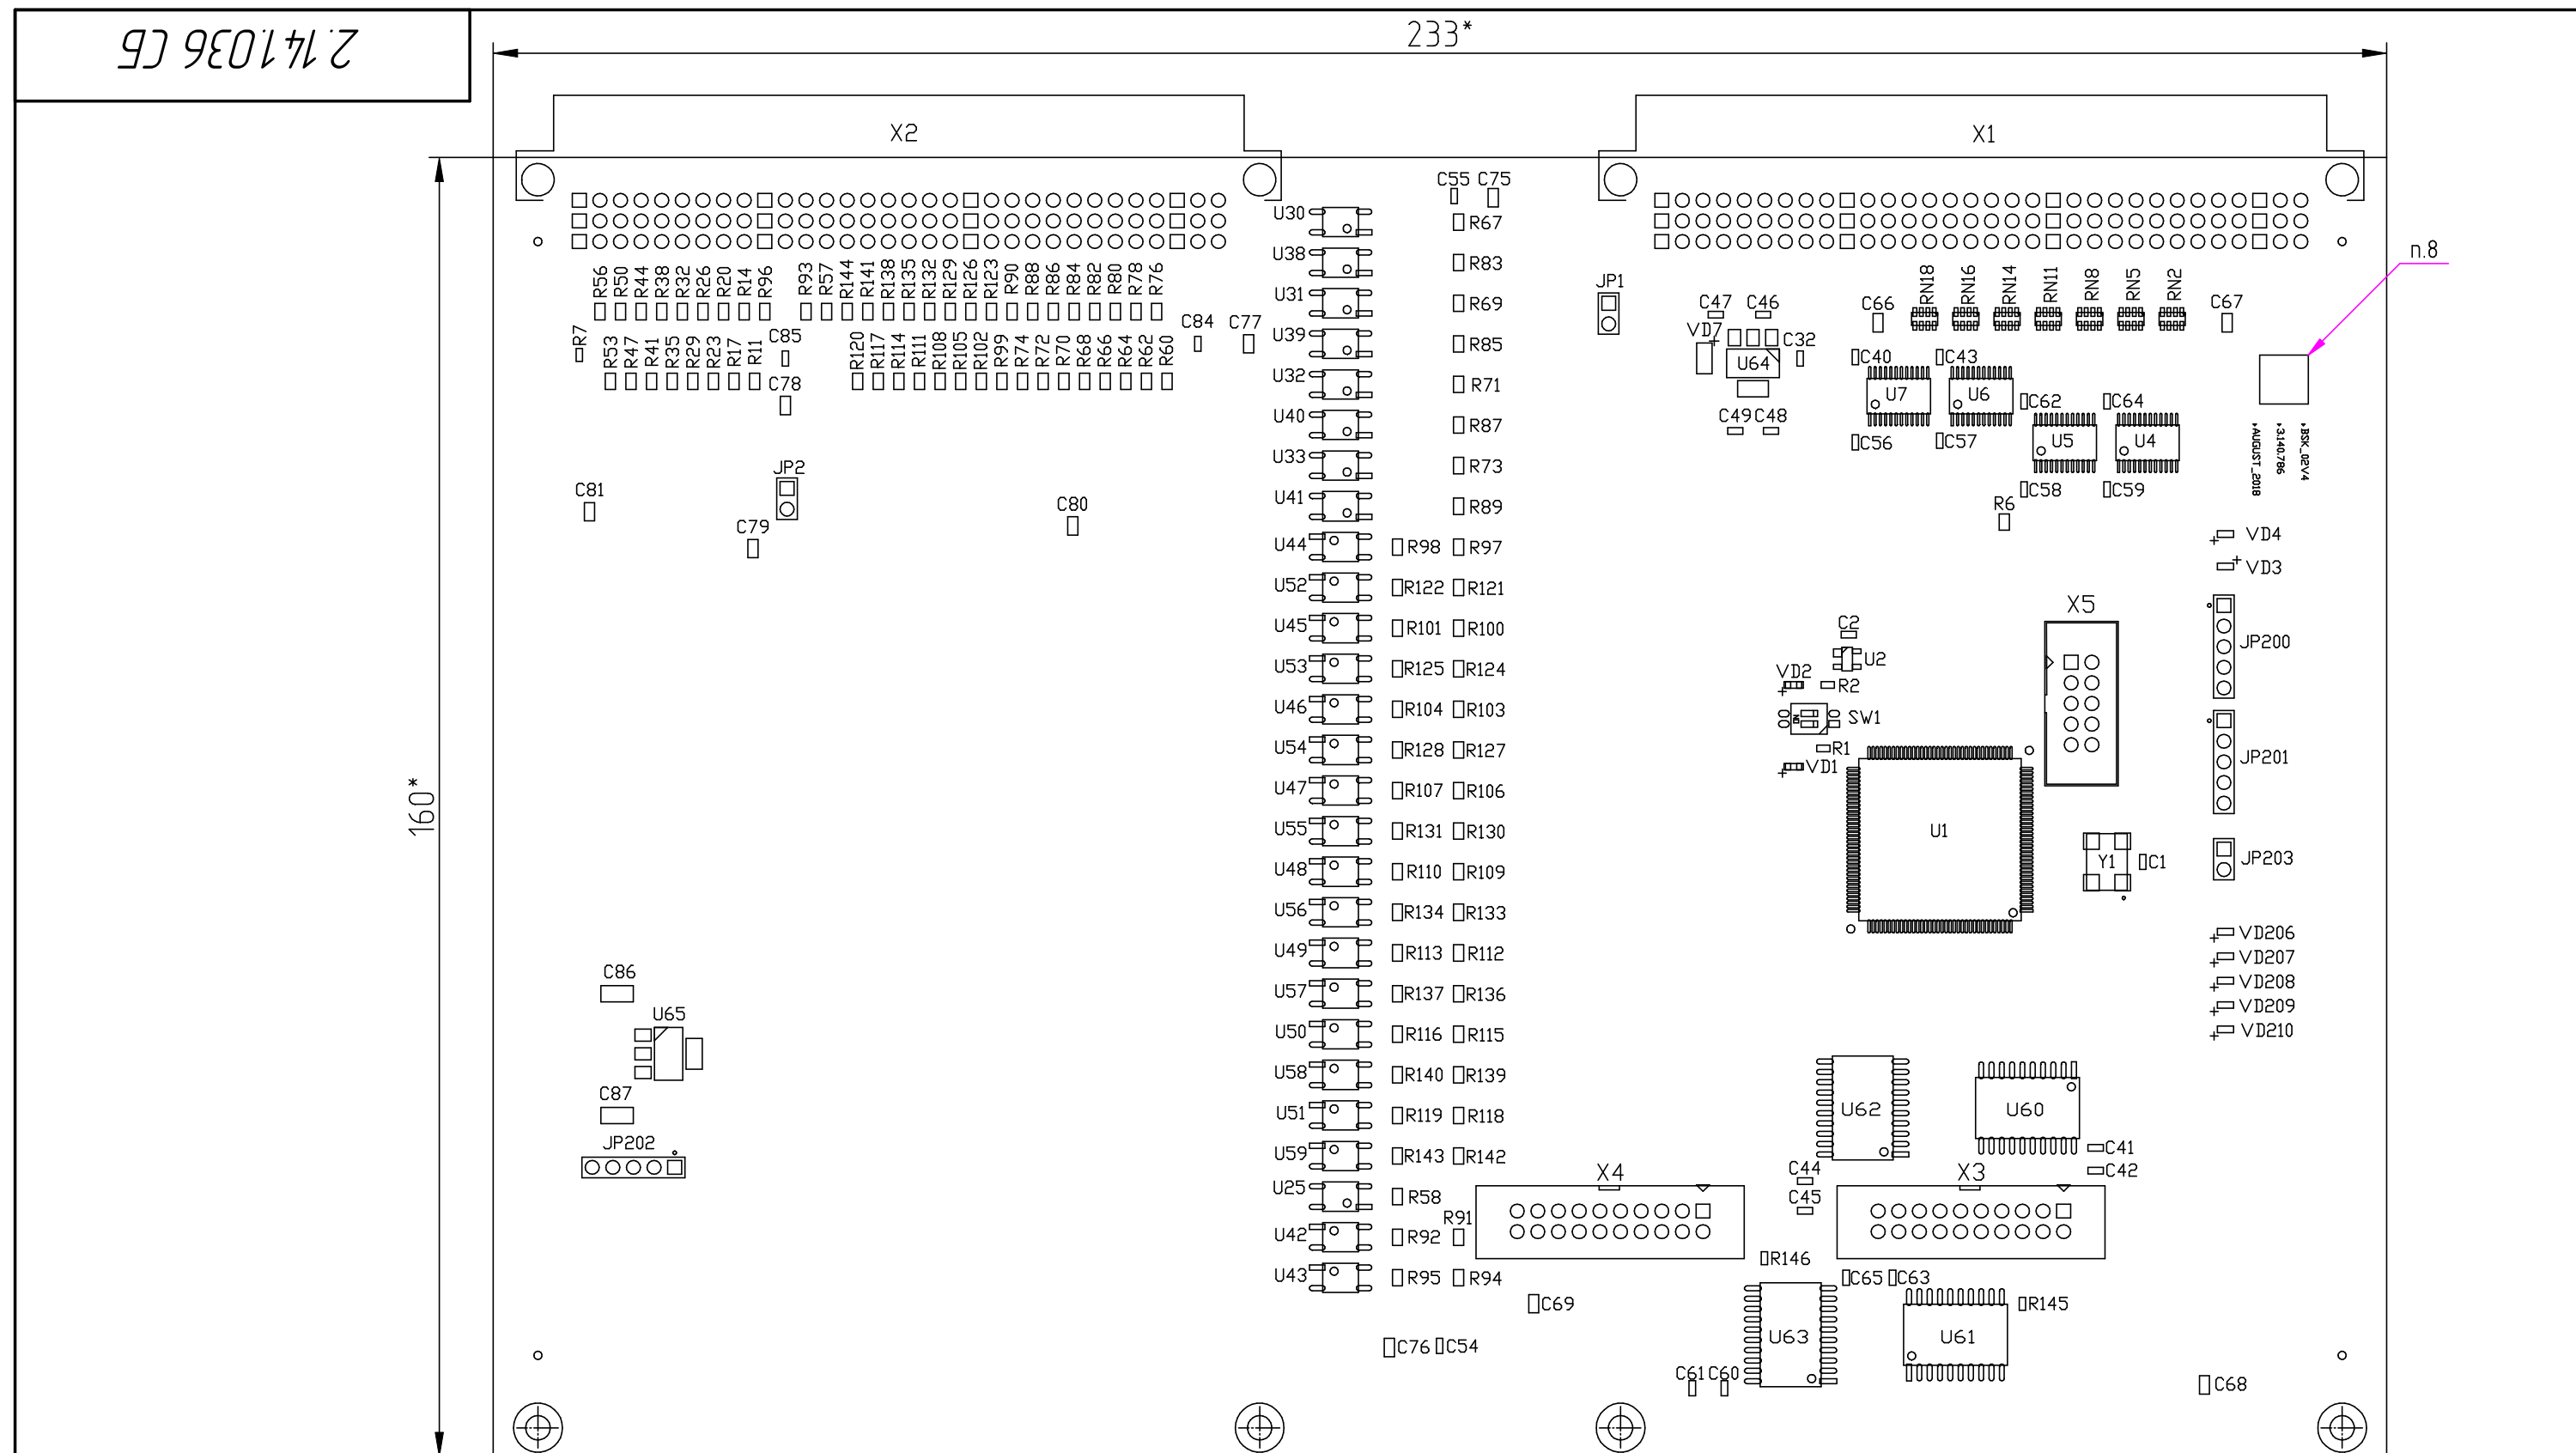 2.141.036 СБ
233*
X2
X1
C55 C75
U30 R67
U38 R83
n.8
R56 R50 R44 R38 R32 R26 R20 R14 R96 R93 R57 R144 R141 R138 R135 R132 R129 R126 R123 R90 R88 R86 R84 R82 R80 R78 R76
JP1
RN18 RN16 RN14 RN11 RN8 RN5 RN2
U31 R69
C47 C46 C66 C67
R7 C84 C77
VD7 + C32
U39 R85
R53 R47 R41 R35 R29 R23 R17 R11 C85 R120 R117 R114 R111 R108 R105 R102 R99 R74 R72 R70 R68 R66 R64 R62 R60
U64 C40 C43
C78
U32 R71
U7 U6
C62 C64
U40 R87
C49 C48
C56 C57 U5 U4
BSK_02V4
3.140.786
AUGUST_2018
U33 R73
JP2
C81 C58 C59
U41 R89
C79 C80 R6
+ VD4
U44 R98 R97
+ VD3
U52 R122 R121
X5
U45 R101 R100
C2
JP200
U53 R125 R124
U2
VD2 + R2
U46 R104 R103
ON SW1
U54 R128 R127
R1
JP201
+ VD1
U47 R107 R106
160*
U55 R131 R130
U1
U48 R110 R109
Y1 C1 JP203
U56 R134 R133
+ VD206
U49 R113 R112
+ VD207
C86
+ VD208
U57 R137 R136
+ VD209
U65
+ VD210
U50 R116 R115
U58 R140 R139
C87
U51 R119 R118
U62 U60
JP202
U59 R143 R142
C41
C44 C42
X4 X3
U25 R58
C45
R91
U42 R92
R146
U43 R95 R94
C65 C63
C69 R145
U63 U61
C76 C54
C61 C60
C68